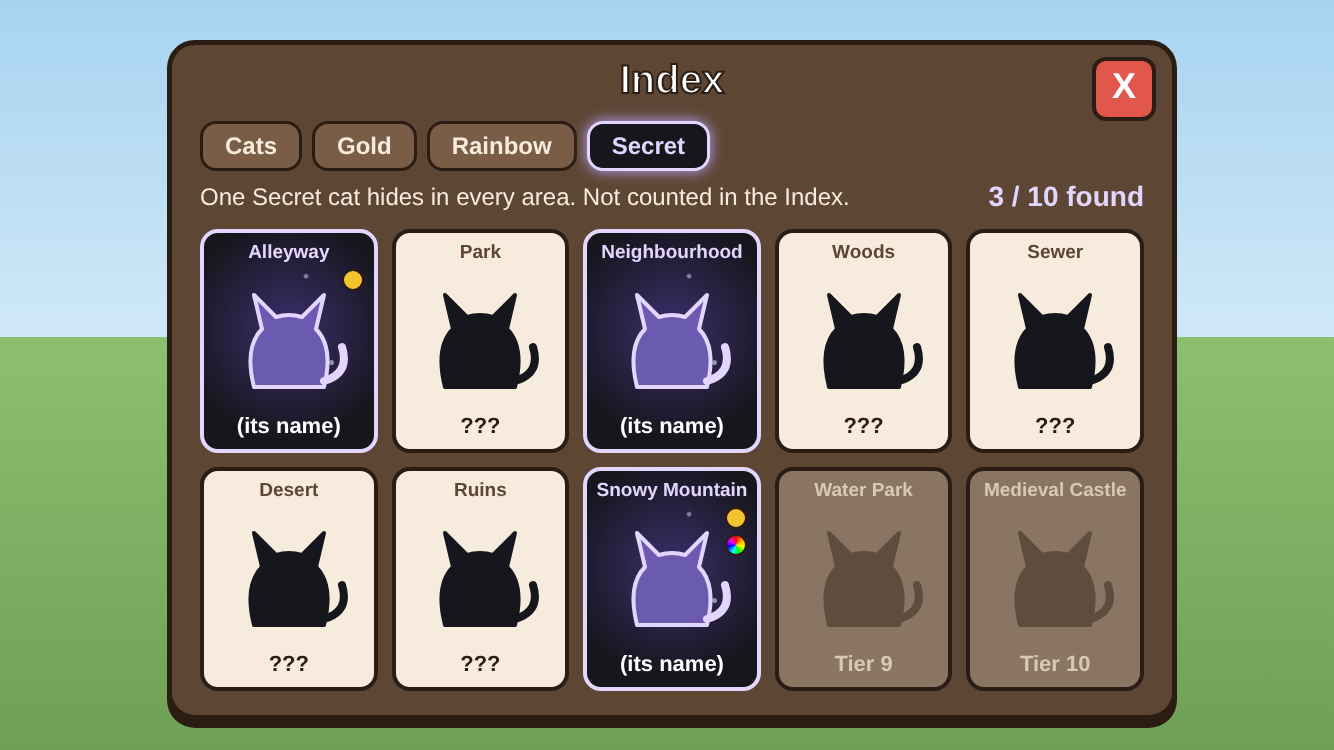 Index
X
Cats
Gold
Rainbow
Secret
One Secret cat hides in every area. Not counted in the Index.
3 / 10 found
Alleyway
Park
Neighbourhood
Woods
Sewer
(its name)
???
(its name)
???
???
Desert
Ruins
Snowy Mountain
Water Park
Medieval Castle
???
???
(its name)
Tier 9
Tier 10